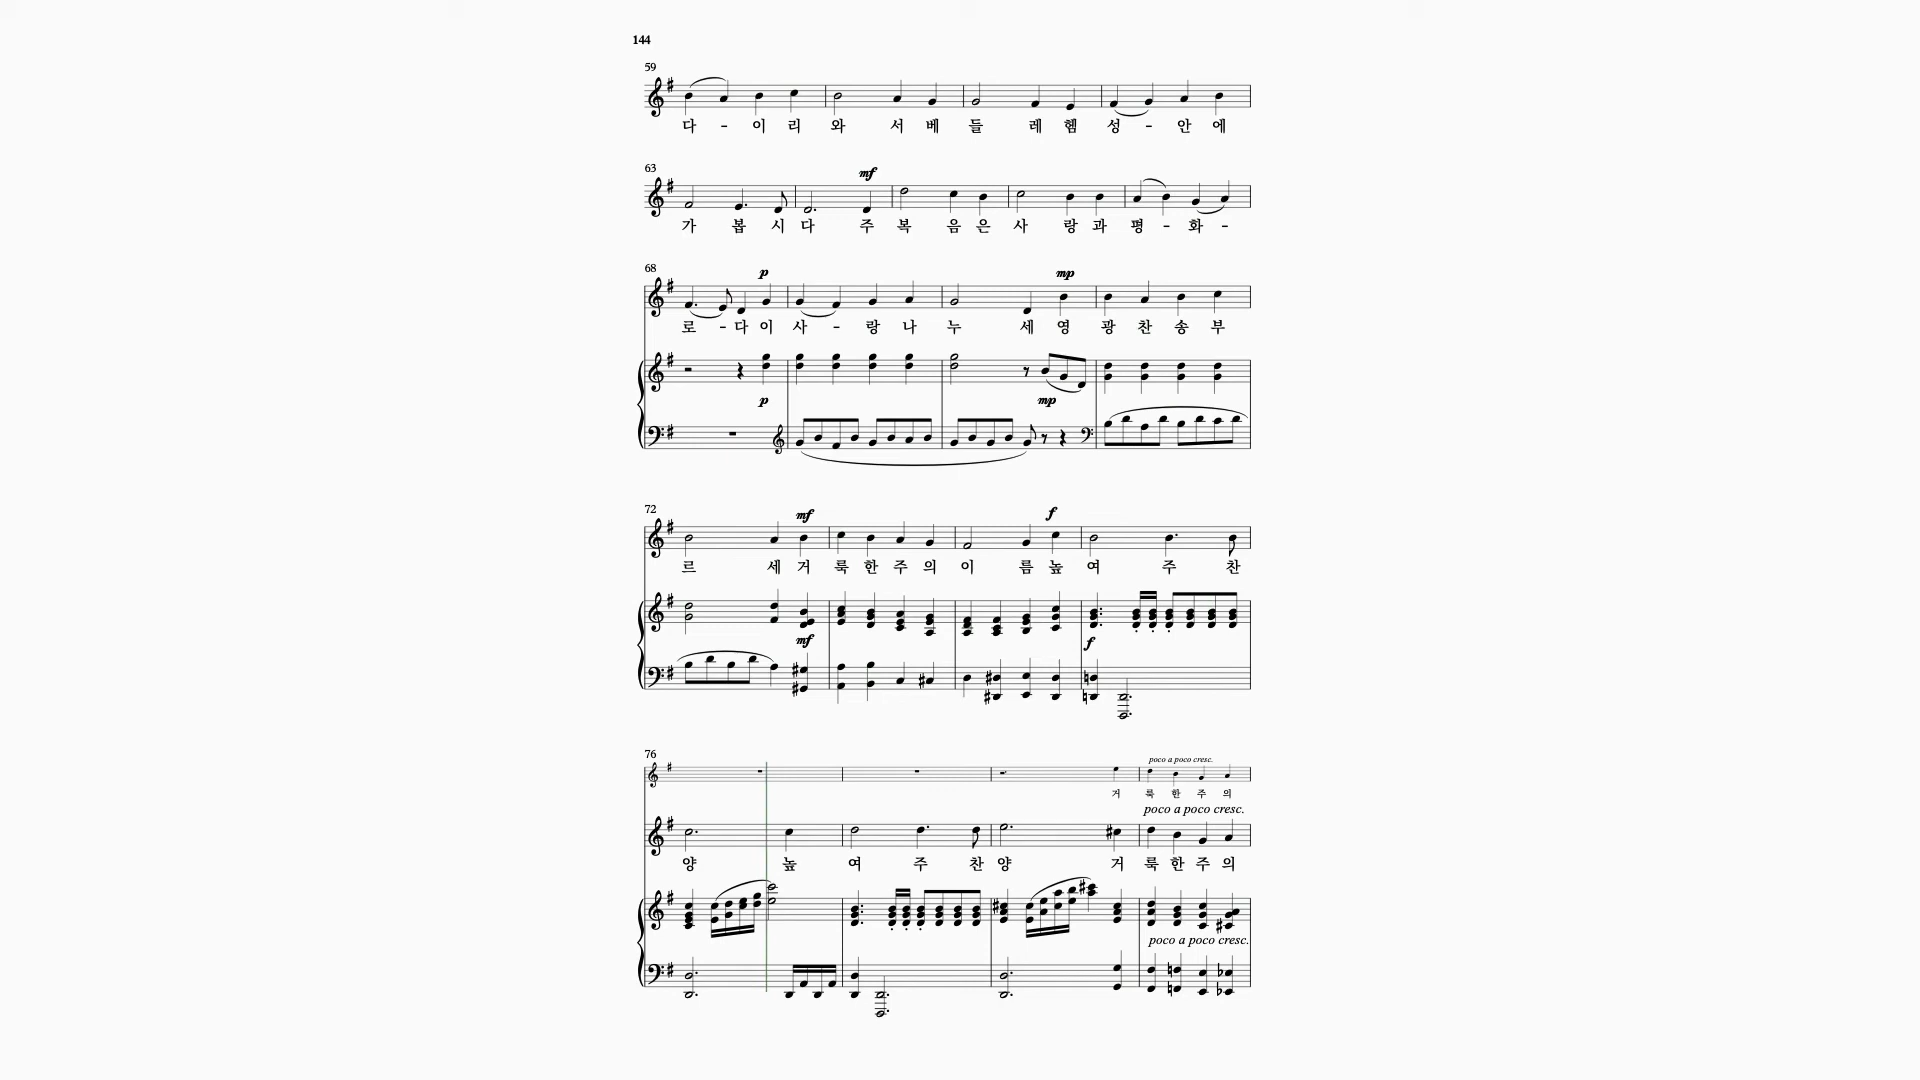 144
59
다 - 이 리 와 서 베 들 레 헴 성 - 안 에
63
mf
가 봅 시 다 주 복 음 은 사 랑 과 평 - 화 -
68
p mp
로 - 다 이 사 - 랑 나 누 세 영 광 찬 송 부
p mp
72
mf f
르 세 거 룩 한 주 의 이 름 높 여 주 찬
mf f
76
poco a poco cresc.
거 룩 한 주 의
poco a poco cresc.
양 높 여 주 찬 양 거 룩 한 주 의
poco a poco cresc.